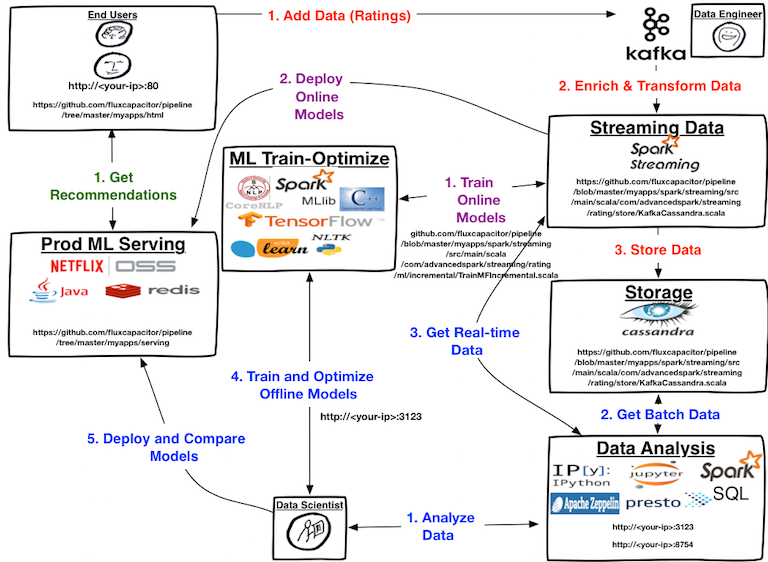 End Users
http://<your-ip>:80
https://github.com/fluxcapacitor/pipeline
/tree/master/myapps/html
1. Add Data (Ratings)
kafka
Data Engineer
2. Enrich & Transform Data
2. Deploy
Online
Models
Streaming Data
Spark
Streaming
https://github.com/fluxcapacitor/pipeline
/blob/master/myapps/spark/streaming/src
/main/scala/com/advancedspark/streaming
/rating/store/KafkaCassandra.scala
ML Train-Optimize
NLP
CoreNLP
Spark
MLlib
C++
TensorFlow
learn
NLTK
1. Train
Online
Models
github.com/fluxcapacitor/pipeline
/blob/master/myapps/spark/streaming
/src/main/scala
/com/advancedspark/streaming/rating
/ml/incremental/TrainMFIncremental.scala
1. Get
Recommendations
Prod ML Serving
NETFLIX OSS
Java
redis
https://github.com/fluxcapacitor/pipeline
/tree/master/myapps/serving
3. Store Data
Storage
cassandra
https://github.com/fluxcapacitor/pipeline
/blob/master/myapps/spark/streaming/src
/main/scala/com/advancedspark/streaming
/rating/store/KafkaCassandra.scala
3. Get Real-time
Data
4. Train and Optimize
Offline Models
http://<your-ip>:3123
2. Get Batch Data
5. Deploy and Compare
Models
Data Scientist
1. Analyze
Data
Data Analysis
IP[y]:
IPython
jupyter
Spark
Apache Zeppelin
presto
SQL
http://<your-ip>:3123
http://<your-ip>:8754